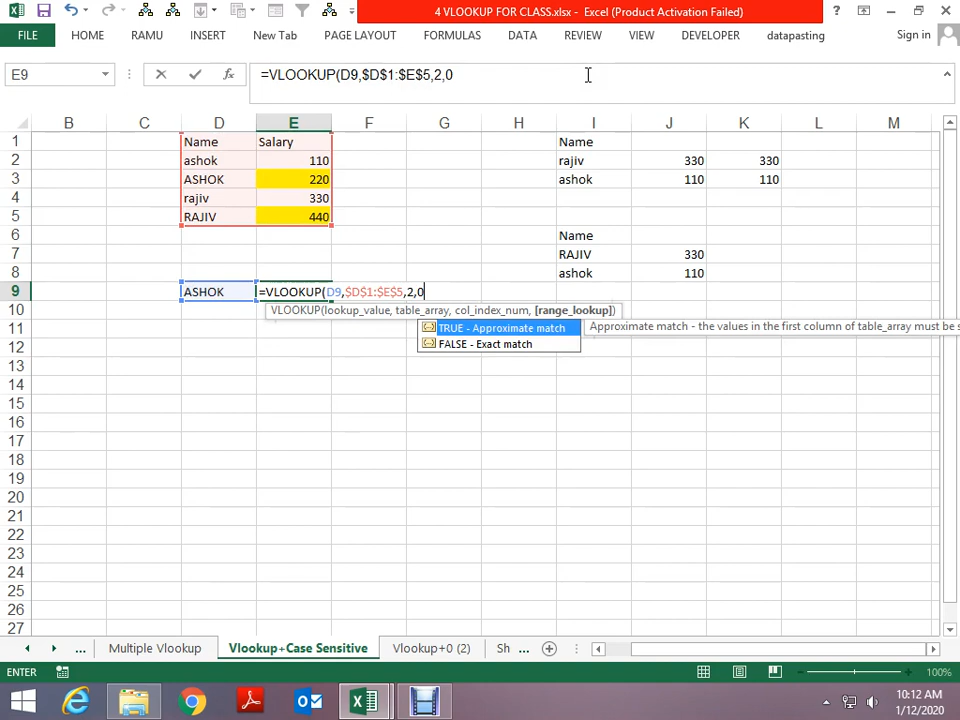 4 VLOOKUP FOR CLASS.xlsx - Excel (Product Activation Failed)
FILE HOME RAMU INSERT New Tab PAGE LAYOUT FORMULAS DATA REVIEW VIEW DEVELOPER datapasting Sign in
E9 =VLOOKUP(D9,$D$1:$E$5,2,0
B C D E F G H I J K L M
1 Name Salary Name
2 ashok 110 rajiv 330 330
3 ASHOK 220 ashok 110 110
4 rajiv 330
5 RAJIV 440
6 Name
7 RAJIV 330
8 ashok 110
9 ASHOK =VLOOKUP(D9,$D$1:$E$5,2,0
10 VLOOKUP(lookup_value, table_array, col_index_num, [range_lookup])
11 TRUE - Approximate match Approximate match - the values in the first column of table_array must be s
12 FALSE - Exact match
13
14
15
16
17
18
19
20
21
22
23
24
25
26
27
... Multiple Vlookup Vlookup+Case Sensitive Vlookup+0 (2) Sh ...
ENTER 100%
10:12 AM
1/12/2020